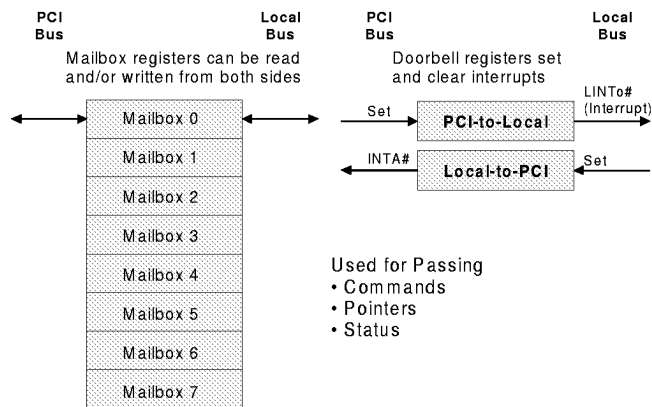 PCI
Bus
Local
Bus
Mailbox registers can be read
and/or written from both sides
Mailbox 0
Mailbox 1
Mailbox 2
Mailbox 3
Mailbox 4
Mailbox 5
Mailbox 6
Mailbox 7
PCI
Bus
Local
Bus
Doorbell registers set
and clear interrupts
Set
PCI-to-Local
LINTo#
(Interrupt)
INTA#
Local-to-PCI
Set
Used for Passing
• Commands
• Pointers
• Status